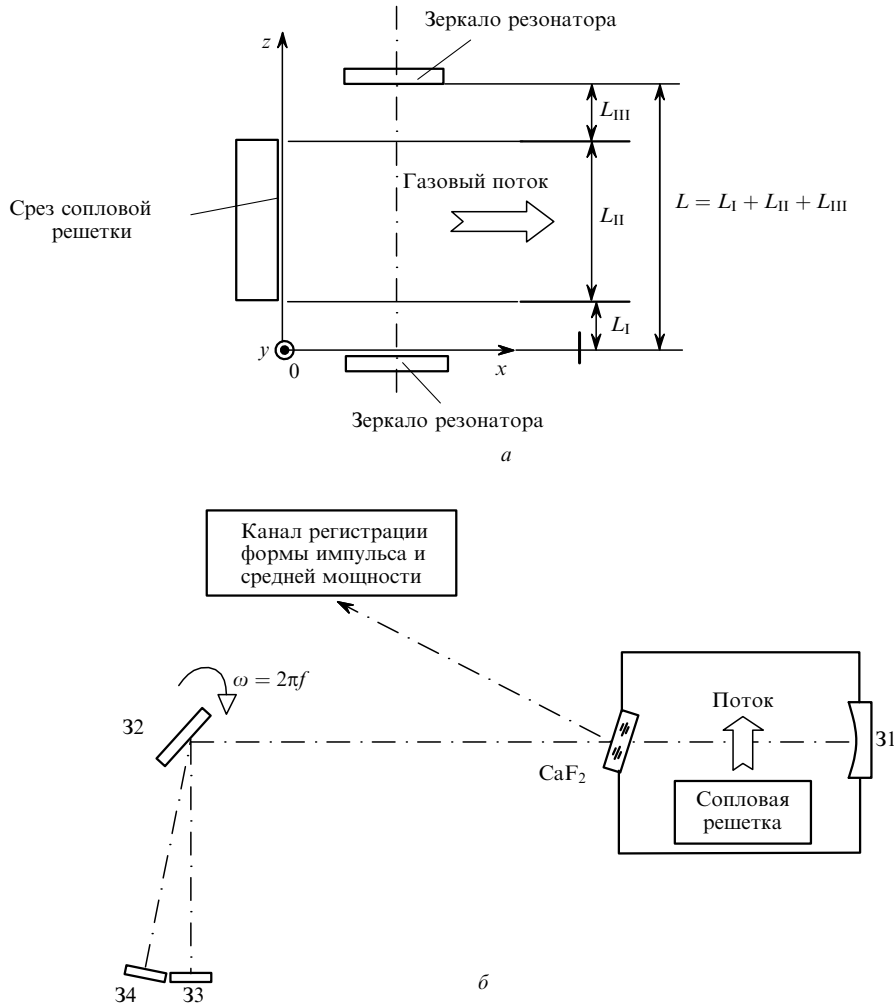 Зеркало резонатора
z
L_III
Газовый поток
Срез сопловой
решетки
L_II
L = L_I + L_II + L_III
L_I
y
0
x
Зеркало резонатора
а
Канал регистрации
формы импульса и
средней мощности
ω = 2πf
З2
Поток
З1
CaF₂
Сопловая
решетка
З4
З3
б